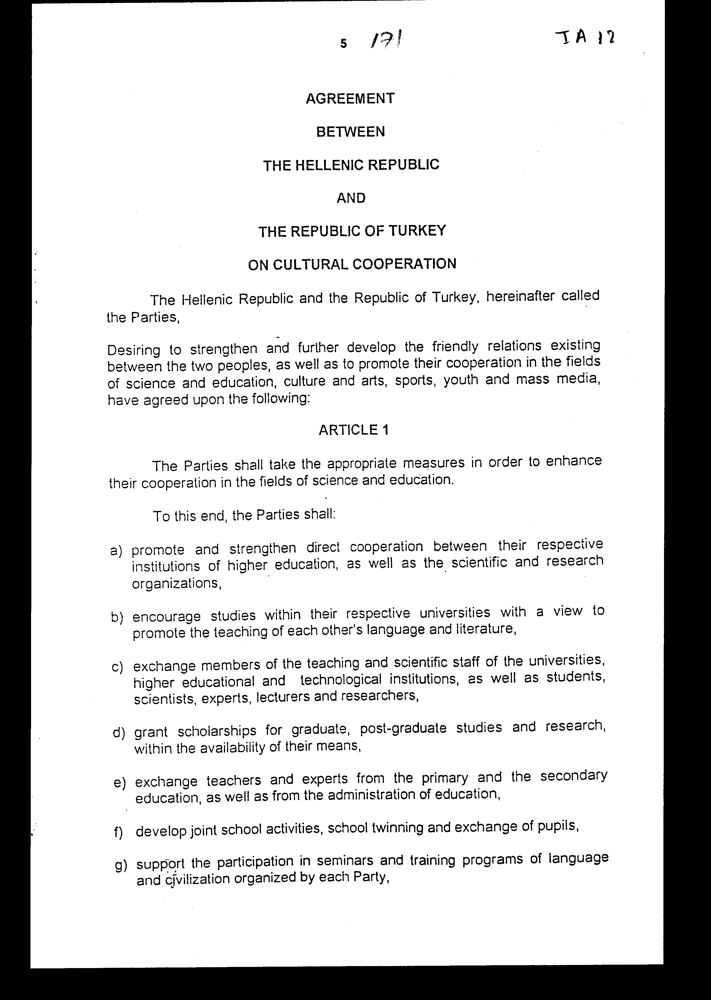 5 171 IA 12
AGREEMENT
BETWEEN
THE HELLENIC REPUBLIC
AND
THE REPUBLIC OF TURKEY
ON CULTURAL COOPERATION
The Hellenic Republic and the Republic of Turkey, hereinafter called
the Parties,
Desiring to strengthen and further develop the friendly relations existing
between the two peoples, as well as to promote their cooperation in the fields
of science and education, culture and arts, sports, youth and mass media,
have agreed upon the following:
ARTICLE 1
The Parties shall take the appropriate measures in order to enhance
their cooperation in the fields of science and education.
To this end, the Parties shall:
a) promote and strengthen direct cooperation between their respective
institutions of higher education, as well as the scientific and research
organizations,
b) encourage studies within their respective universities with a view to
promote the teaching of each other's language and literature,
c) exchange members of the teaching and scientific staff of the universities,
higher educational and technological institutions, as well as students,
scientists, experts, lecturers and researchers,
d) grant scholarships for graduate, post-graduate studies and research,
within the availability of their means,
e) exchange teachers and experts from the primary and the secondary
education, as well as from the administration of education,
f) develop joint school activities, school twinning and exchange of pupils,
g) support the participation in seminars and training programs of language
and civilization organized by each Party,